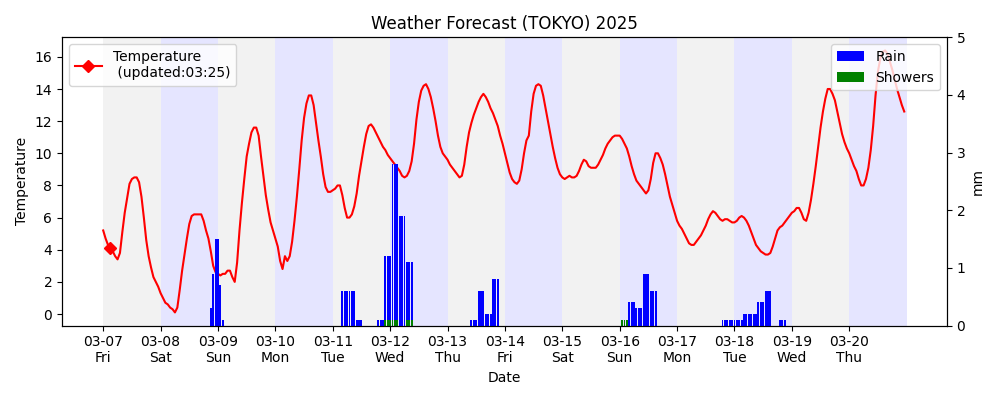 Weather Forecast (TOKYO) 2025
Temperature
(updated:03:25)
Rain
Showers
Temperature
16
14
12
10
8
6
4
2
0
5
4
3
2
1
0
mm
03-07 03-08 03-09 03-10 03-11 03-12 03-13 03-14 03-15 03-16 03-17 03-18 03-19 03-20
Fri Sat Sun Mon Tue Wed Thu Fri Sat Sun Mon Tue Wed Thu
Date